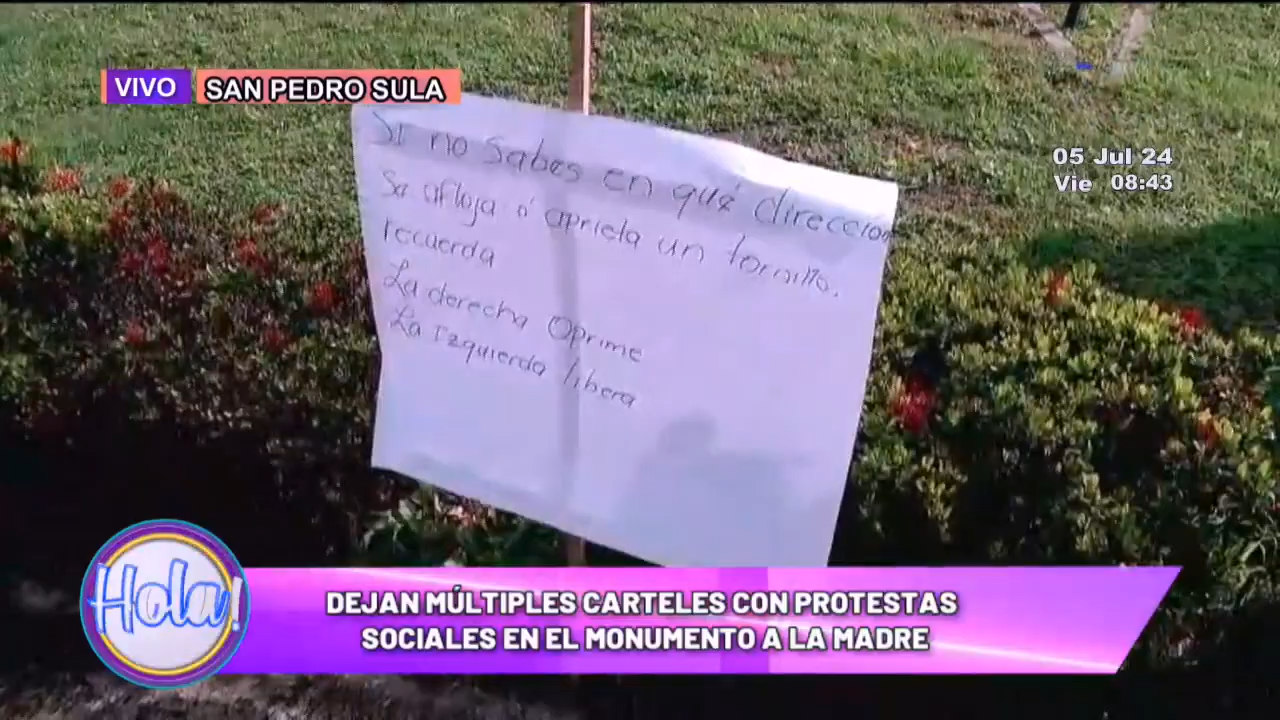 VIVO SAN PEDRO SULA
05 Jul 24
Vie 08:43
SI no Sabes en qué dirección
Se afloja ó aprieta un tornillo.
recuerda
La derecha Oprime
La Izquierda libera
Hola!
DEJAN MÚLTIPLES CARTELES CON PROTESTAS
SOCIALES EN EL MONUMENTO A LA MADRE